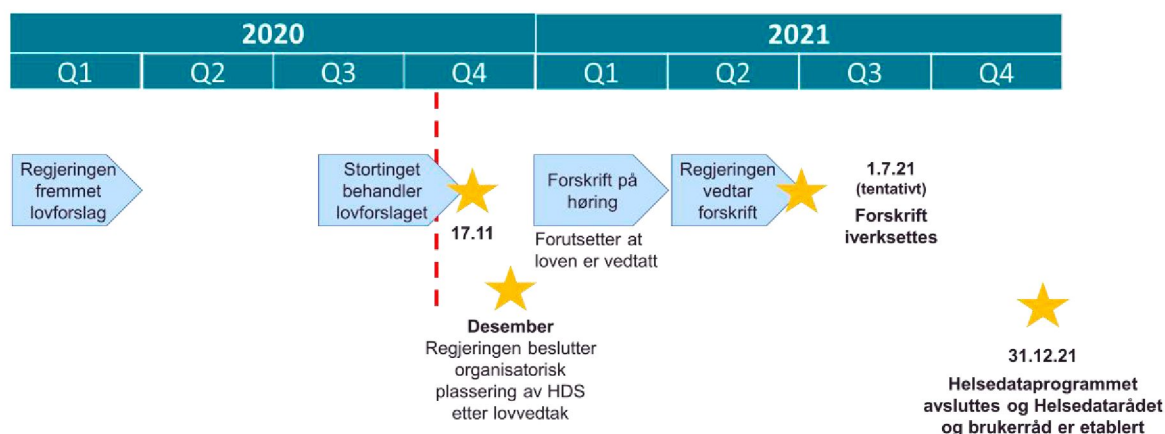 2020
2021
Q1
Q2
Q3
Q4
Q1
Q2
Q3
Q4
Regjeringen
fremmet
lovforslag
Stortinget
behandler
lovforslaget
17.11
Forskrift på
høring
Forutsetter at
loven er vedtatt
Regjeringen
vedtar
forskrift
1.7.21
(tentativt)
Forskrift
iverksettes
Desember
Regjeringen beslutter
organisatorisk
plassering av HDS
etter lovvedtak
31.12.21
Helsedataprogrammet
avsluttes og Helsedatarådet
og brukerråd er etablert